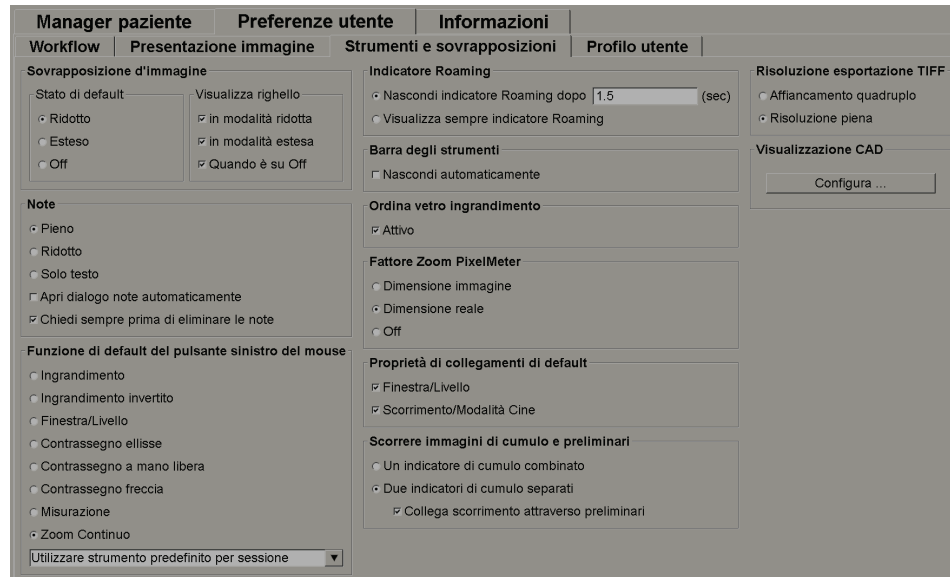 Manager paziente Preferenze utente Informazioni
Workflow Presentazione immagine Strumenti e sovrapposizioni Profilo utente
Sovrapposizione d'immagine
Stato di default
Ridotto
Esteso
Off
Visualizza righello
in modalità ridotta
in modalità estesa
Quando è su Off
Note
Pieno
Ridotto
Solo testo
Apri dialogo note automaticamente
Chiedi sempre prima di eliminare le note
Funzione di default del pulsante sinistro del mouse
Ingrandimento
Ingrandimento invertito
Finestra/Livello
Contrassegno ellisse
Contrassegno a mano libera
Contrassegno freccia
Misurazione
Zoom Continuo
Utilizzare strumento predefinito per sessione
Indicatore Roaming
Nascondi indicatore Roaming dopo 1.5 (sec)
Visualizza sempre indicatore Roaming
Barra degli strumenti
Nascondi automaticamente
Ordina vetro ingrandimento
Attivo
Fattore Zoom PixelMeter
Dimensione immagine
Dimensione reale
Off
Proprietà di collegamenti di default
Finestra/Livello
Scorrimento/Modalità Cine
Scorrere immagini di cumulo e preliminari
Un indicatore di cumulo combinato
Due indicatori di cumulo separati
Collega scorrimento attraverso preliminari
Risoluzione esportazione TIFF
Affiancamento quadruplo
Risoluzione piena
Visualizzazione CAD
Configura ...